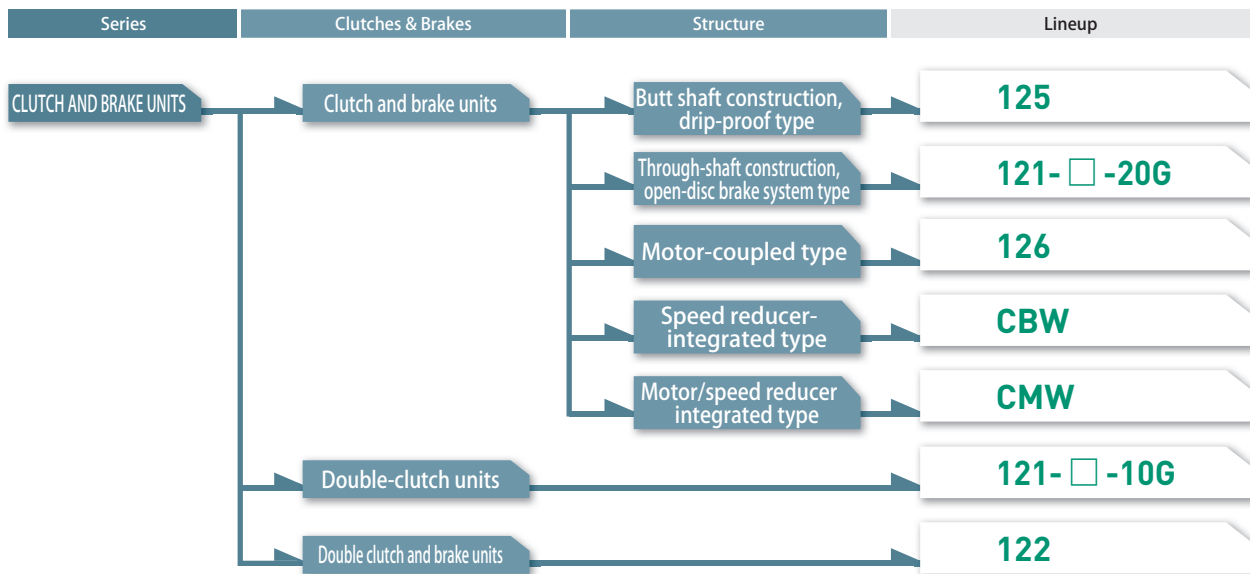 Series
Clutches & Brakes
Structure
Lineup
CLUTCH AND BRAKE UNITS
Clutch and brake units
Butt shaft construction,
drip-proof type
125
Through-shaft construction,
open-disc brake system type
121- □ -20G
Motor-coupled type
126
Speed reducer-
integrated type
CBW
Motor/speed reducer
integrated type
CMW
Double-clutch units
121- □ -10G
Double clutch and brake units
122